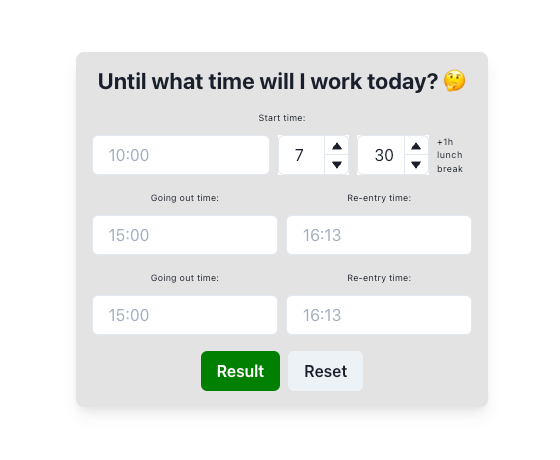 Until what time will I work today? 🤔
Start time:
10:00 7 30 +1h
lunch
break
Going out time: Re-entry time:
15:00 16:13
Going out time: Re-entry time:
15:00 16:13
Result Reset